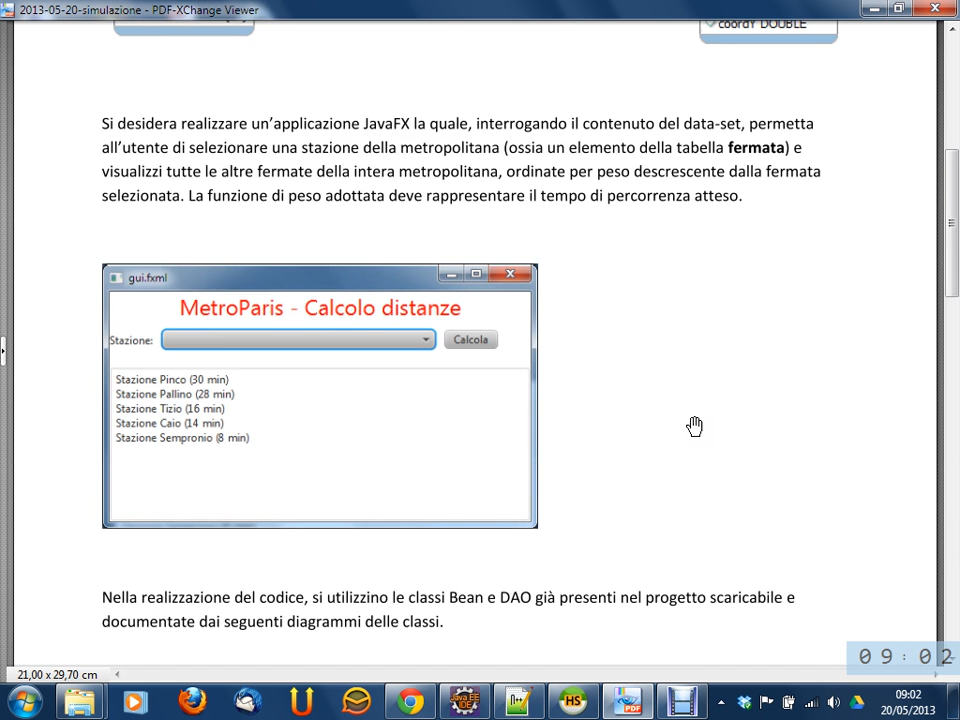 2013-05-20-simulazione - PDF-XChange Viewer
coordY DOUBLE
Si desidera realizzare un'applicazione JavaFX la quale, interrogando il contenuto del data-set, permetta
all'utente di selezionare una stazione della metropolitana (ossia un elemento della tabella fermata) e
visualizzi tutte le altre fermate della intera metropolitana, ordinate per peso descrescente dalla fermata
selezionata. La funzione di peso adottata deve rappresentare il tempo di percorrenza atteso.
gui.fxml
MetroParis - Calcolo distanze
Stazione:
Calcola
Stazione Pinco (30 min)
Stazione Pallino (28 min)
Stazione Tizio (16 min)
Stazione Caio (14 min)
Stazione Sempronio (8 min)
Nella realizzazione del codice, si utilizzino le classi Bean e DAO già presenti nel progetto scaricabile e
documentate dai seguenti diagrammi delle classi.
09:02
21,00 x 29,70 cm
Java EE
IDE
HS
PDF
09:02
20/05/2013